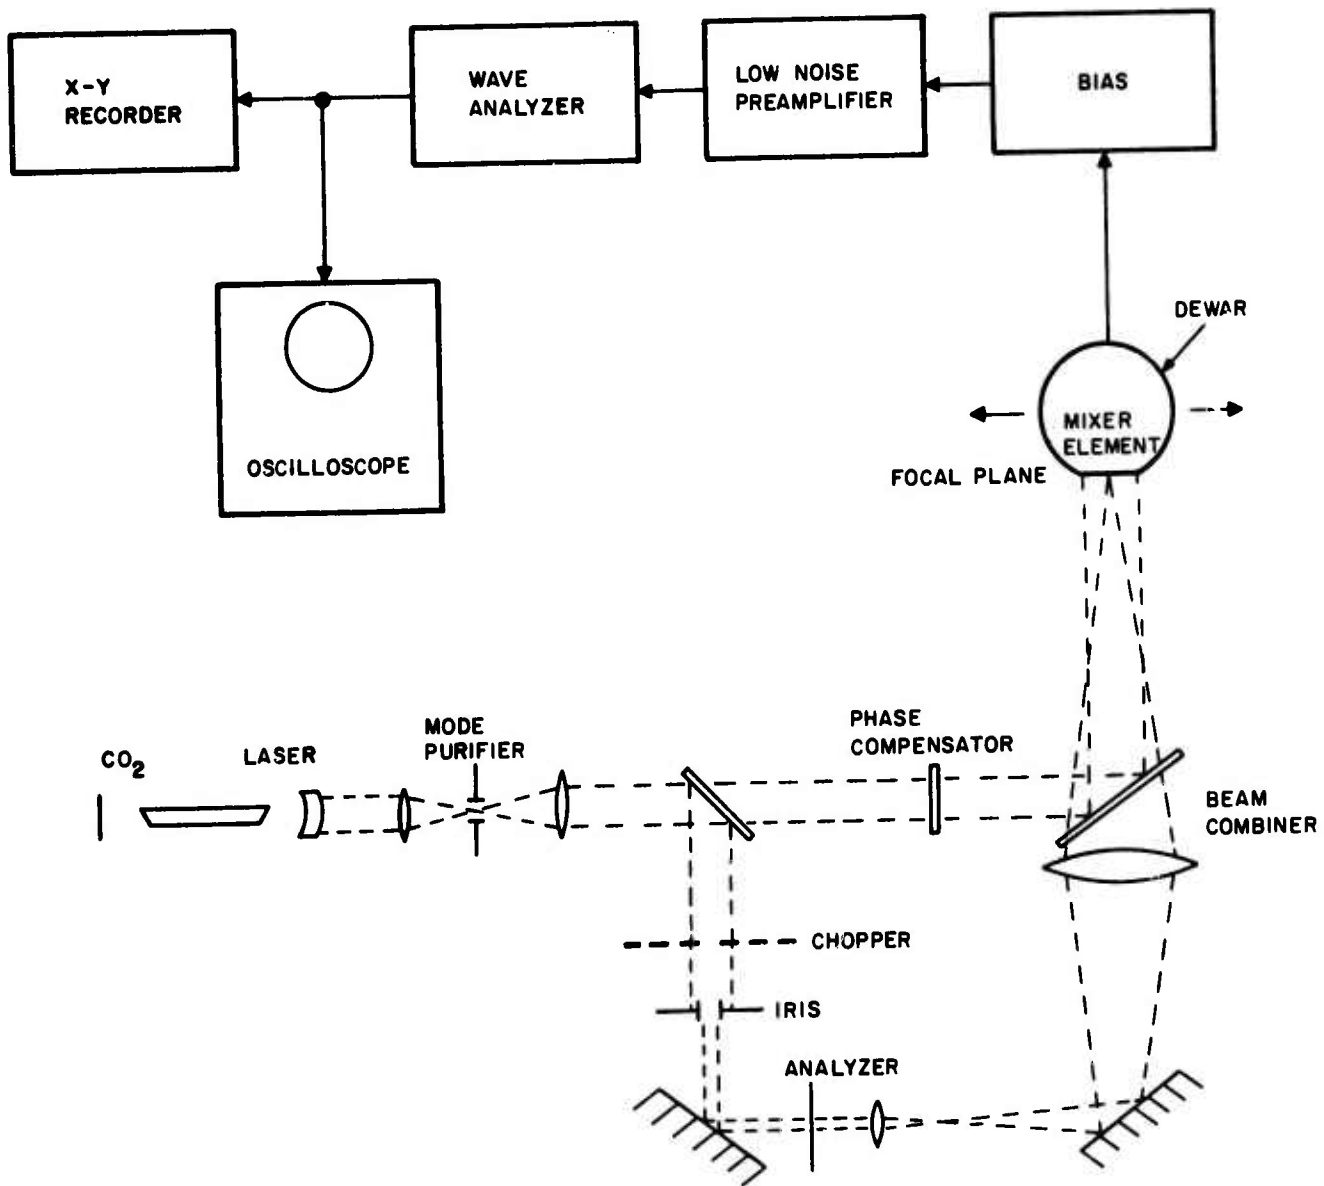 X-Y
RECORDER
WAVE
ANALYZER
LOW NOISE
PREAMPLIFIER
BIAS
DEWAR
OSCILLOSCOPE
MIXER
ELEMENT
FOCAL PLANE
CO2
LASER
MODE
PURIFIER
PHASE
COMPENSATOR
BEAM
COMBINER
CHOPPER
IRIS
ANALYZER